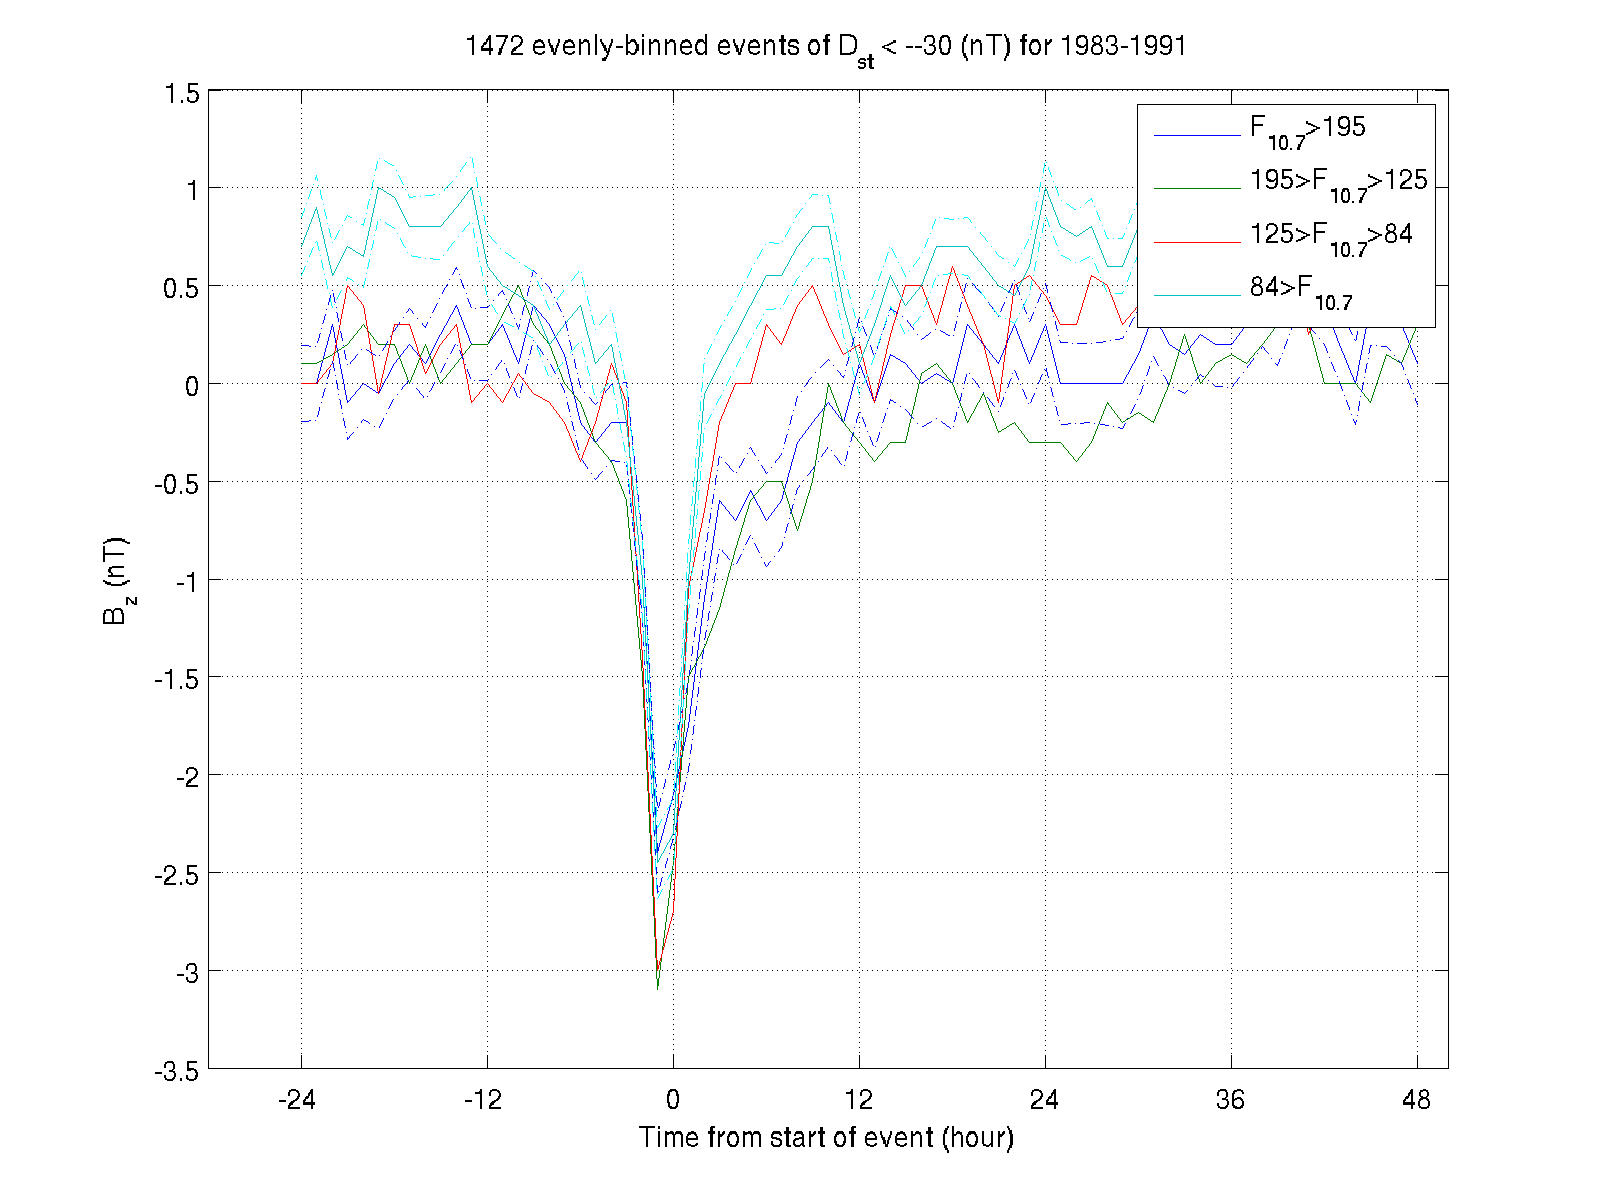 1472 evenly-binned events of Dst < --30 (nT) for 1983-1991
1.5
1
0.5
0
-0.5
-1
-1.5
-2
-2.5
-3
-3.5
Bz (nT)
F10.7>195
195>F10.7>125
125>F10.7>84
84>F10.7
-24 -12 0 12 24 36 48
Time from start of event (hour)